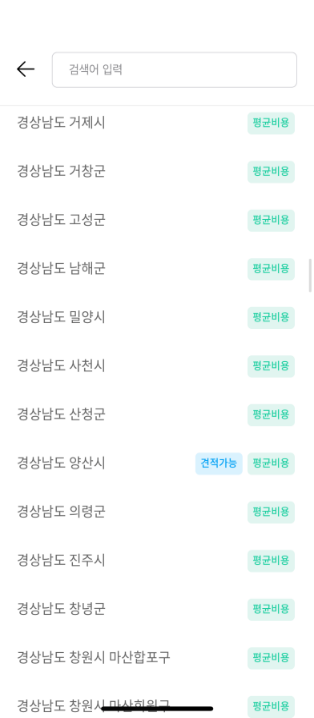 검색어 입력
경상남도 거제시 평균비용
경상남도 거창군 평균비용
경상남도 고성군 평균비용
경상남도 남해군 평균비용
경상남도 밀양시 평균비용
경상남도 사천시 평균비용
경상남도 산청군 평균비용
경상남도 양산시 견적가능 평균비용
경상남도 의령군 평균비용
경상남도 진주시 평균비용
경상남도 창녕군 평균비용
경상남도 창원시 마산합포구 평균비용
경상남도 창원시 마산회원구 평균비용